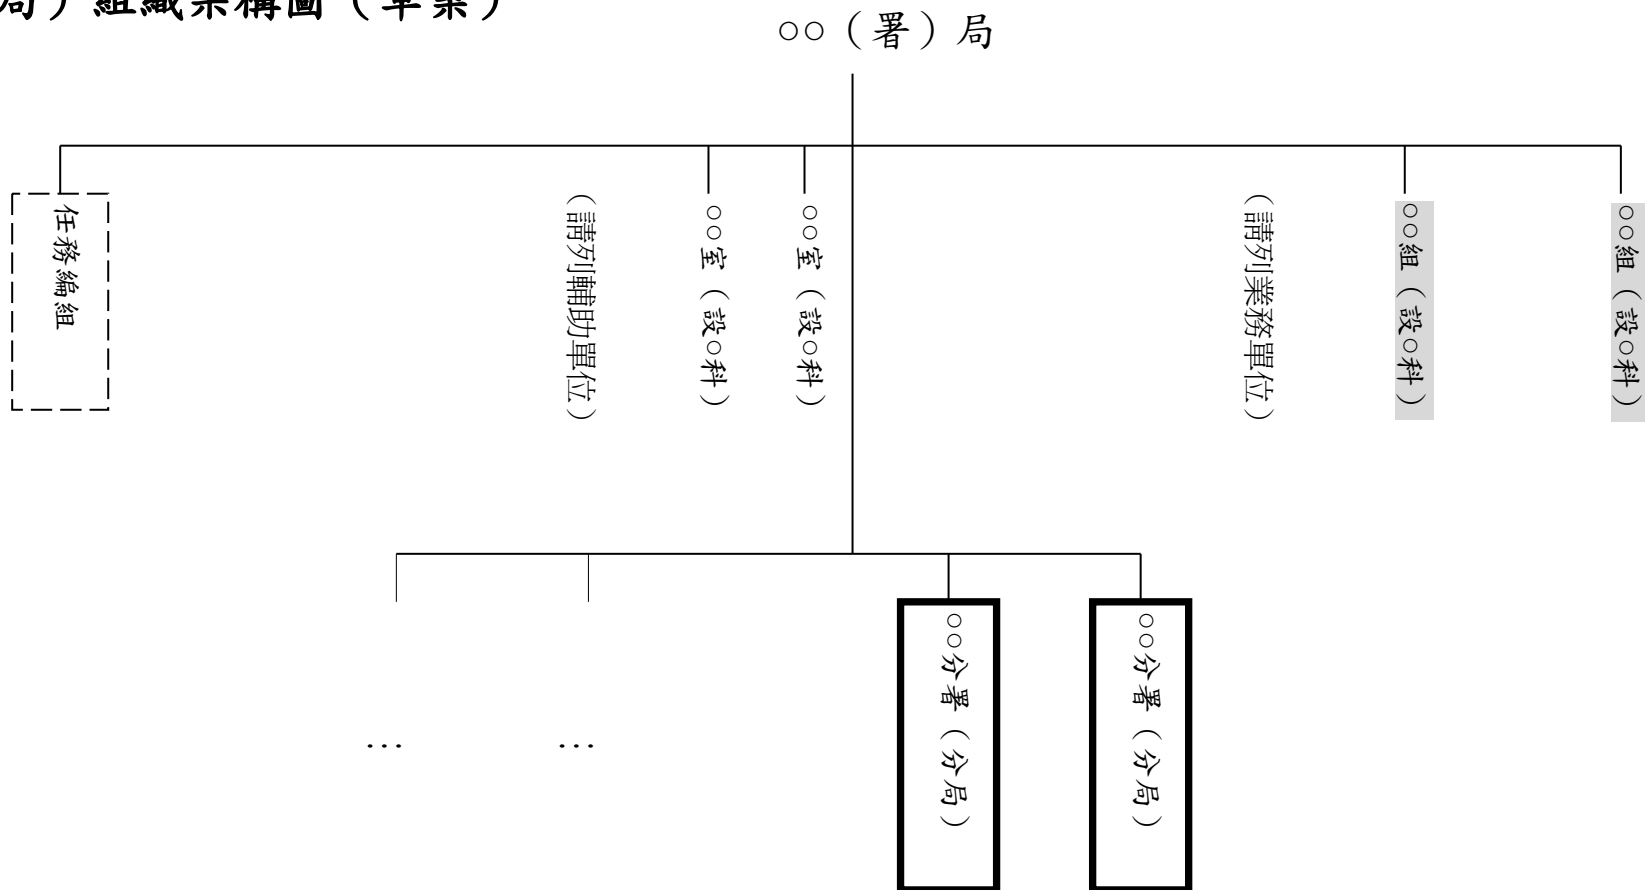 局）組織架構圖（草案）
○○（署）局
○○組（設○科）
○○組（設○科）
（請列業務單位）
○○室（設○科）
○○室（設○科）
（請列輔助單位）
任務編組
○○分署（分局）
○○分署（分局）
…
…